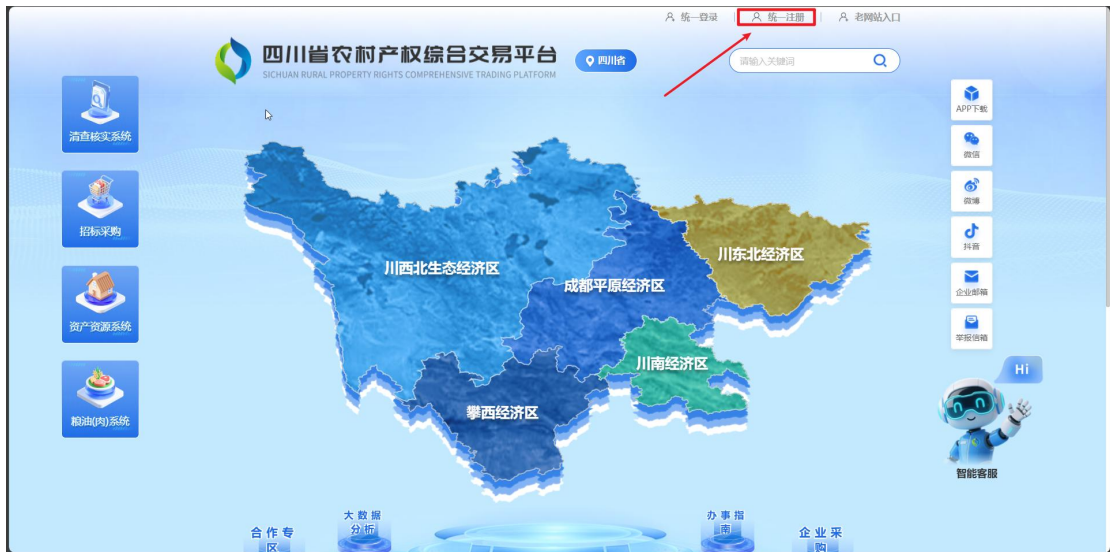 统一登录
统一注册
老网站入口
四川省农村产权综合交易平台
SICHUAN RURAL PROPERTY RIGHTS COMPREHENSIVE TRADING PLATFORM
四川省
请输入关键词
清查核实系统
招标采购
资产资源系统
粮油(肉)系统
APP下载
微信
微博
抖音
企业邮箱
举报信箱
Hi
智能客服
川西北生态经济区
成都平原经济区
川东北经济区
川南经济区
攀西经济区
合作专
区
大数据
分析
办事指
南
企业采
购